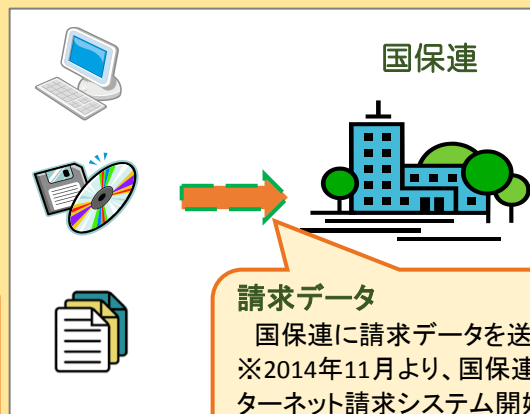 国保連
請求データ
国保連に請求データを送
※2014年11月より、国保連
ターネット請求システム開始